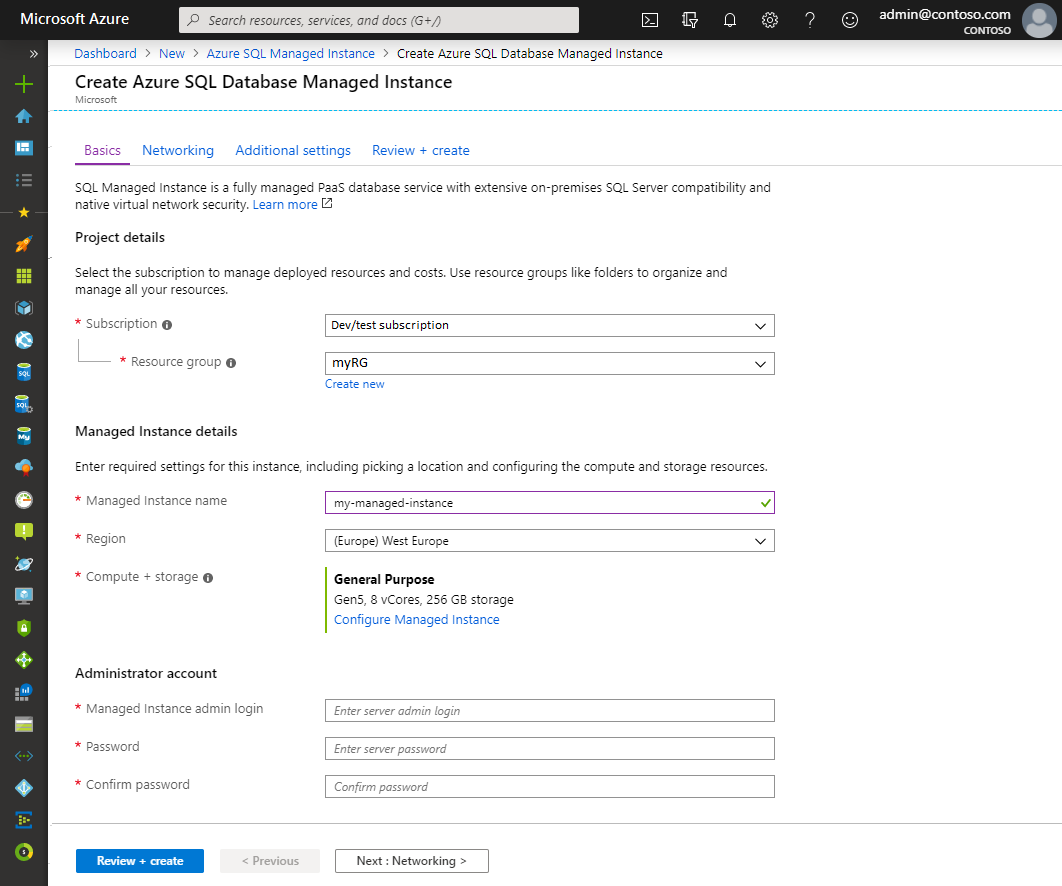 Microsoft Azure
Search resources, services, and docs (G+/)
admin@contoso.com
CONTOSO
Dashboard > New > Azure SQL Managed Instance > Create Azure SQL Database Managed Instance
Create Azure SQL Database Managed Instance
Microsoft
Basics Networking Additional settings Review + create
SQL Managed Instance is a fully managed PaaS database service with extensive on-premises SQL Server compatibility and
native virtual network security. Learn more
Project details
Select the subscription to manage deployed resources and costs. Use resource groups like folders to organize and
manage all your resources.
* Subscription Dev/test subscription
* Resource group myRG
Create new
Managed Instance details
Enter required settings for this instance, including picking a location and configuring the compute and storage resources.
* Managed Instance name my-managed-instance
* Region (Europe) West Europe
* Compute + storage General Purpose
Gen5, 8 vCores, 256 GB storage
Configure Managed Instance
Administrator account
* Managed Instance admin login Enter server admin login
* Password Enter server password
* Confirm password Confirm password
Review + create < Previous Next : Networking >
SQL
SQL
My